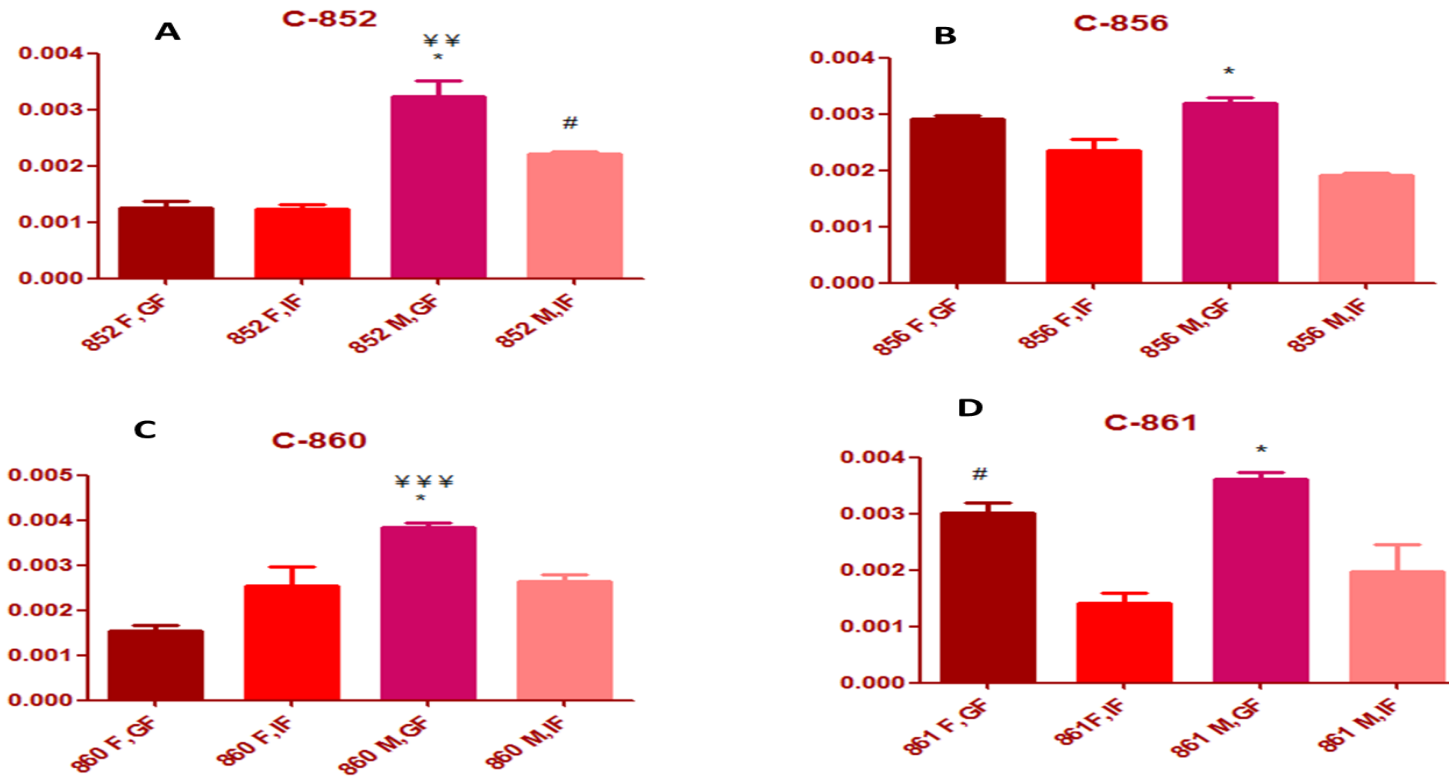 A
C-852
¥¥
*
#
0.004
0.003
0.002
0.001
0.000
852 F,GF
852 F,IF
852 M,GF
852 M,IF
B
C-856
*
0.004
0.003
0.002
0.001
0.000
856 F,GF
856 F,IF
856 M,GF
856 M,IF
C
C-860
¥¥¥
*
0.005
0.004
0.003
0.002
0.001
0.000
860 F,GF
860 F,IF
860 M,GF
860 M,IF
D
C-861
#
*
0.004
0.003
0.002
0.001
0.000
861 F,GF
861F,IF
861 M,GF
861 M,IF